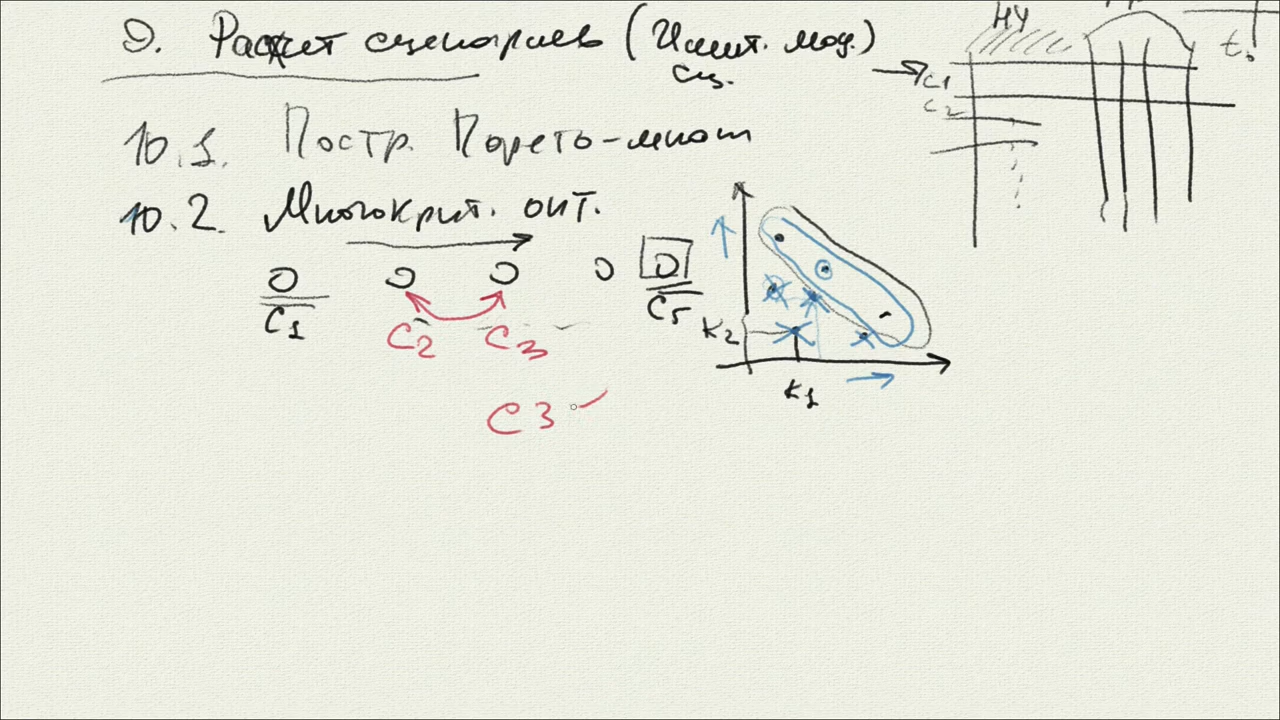 9. Расчет сценариев (Имит. мод.)
сц.
10.1. Постр. Парето-множ
10.2. Многокрит. опт.
C1 C2 C3 C5
C3
K2
K1
НУ
t0
C1
C2